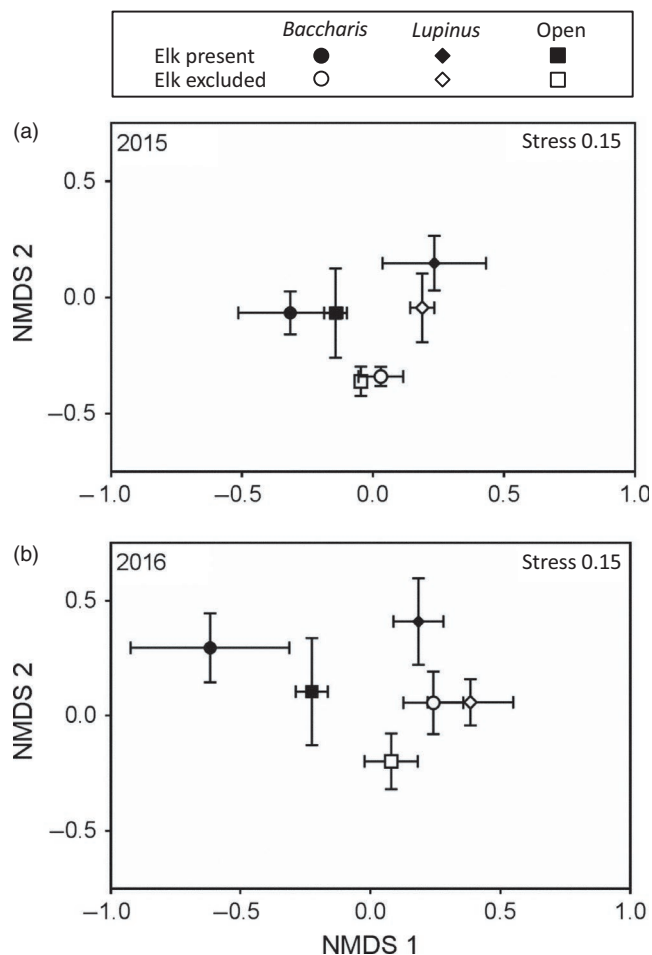 Baccharis Lupinus Open
Elk present
Elk excluded
(a)
2015 Stress 0.15
0.5
0.0
−0.5
NMDS 2
−1.0 −0.5 0.0 0.5 1.0
(b)
2016 Stress 0.15
0.5
0.0
−0.5
NMDS 2
−1.0 −0.5 0.0 0.5 1.0
NMDS 1